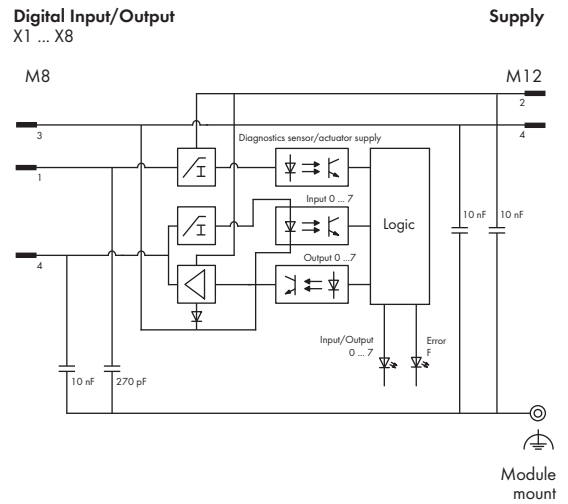 Digital Input/Output
X1 ... X8
Supply
M8
M12
2
3
4
Diagnostics sensor/actuator supply
1
Input 0 ... 7
Logic
10 nF
10 nF
Output 0 ...7
4
Input/Output
0 ... 7
Error
F
10 nF
270 pF
Module
mount